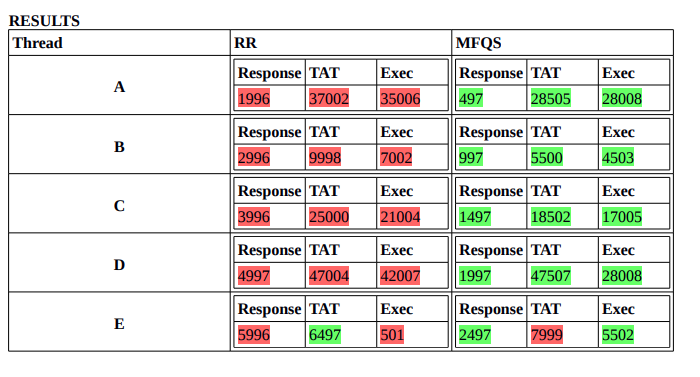 RESULTS
Thread RR MFQS
Response TAT Exec Response TAT Exec
A
1996 37002 35006 497 28505 28008
Response TAT Exec Response TAT Exec
B
2996 9998 7002 997 5500 4503
Response TAT Exec Response TAT Exec
C
3996 25000 21004 1497 18502 17005
Response TAT Exec Response TAT Exec
D
4997 47004 42007 1997 47507 28008
Response TAT Exec Response TAT Exec
E
5996 6497 501 2497 7999 5502